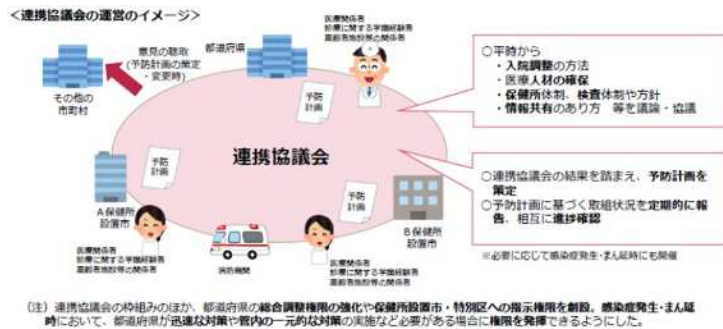 <連携協議会の運営のイメージ>
意見の聴取
(予防計画の策定
・変更時)
その他の
市町村
都道府県
医療関係者
診療に関する学識経験者
高齢者施設等の関係者
予防
計画
連携協議会
予防
計画
A保健所
設置市
医療関係者
診療に関する学識経験者
高齢者施設等の関係者
消防機関
予防
計画
B保健所
設置市
医療関係者
診療に関する学識経験者
高齢者施設等の関係者
○平時から
・入院調整の方法
・医療人材の確保
・保健所体制、検査体制や方針
・情報共有のあり方 等を議論・協議
○連携協議会の結果を踏まえ、予防計画を
策定
○予防計画に基づく取組状況を定期的に報
告、相互に進捗確認
※必要に応じて感染症発生・まん延時にも開催
(注) 連携協議会の枠組みのほか、都道府県の総合調整権限の強化や保健所設置市・特別区への指示権限を創設。感染症発生・まん延
時において、都道府県が迅速な対策や管内の一元的な対策の実施など必要がある場合に権限を発揮できるようにした。